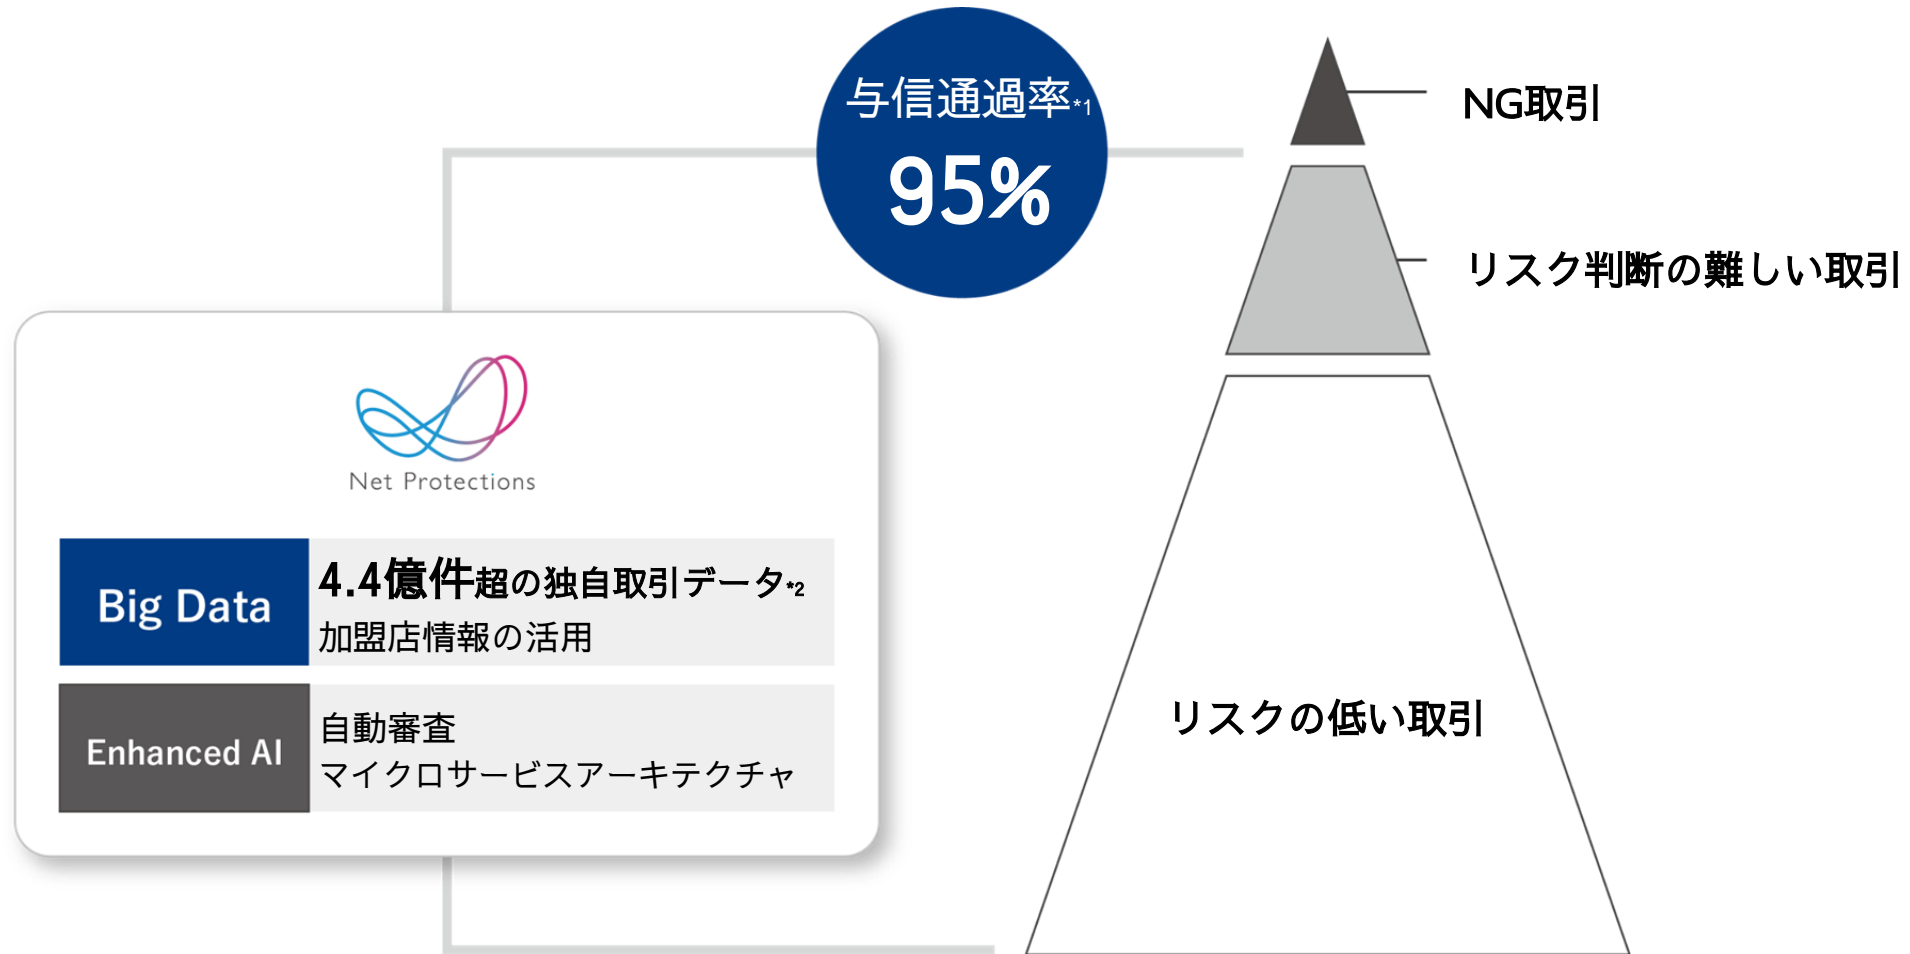 与信通過率*1
95%
NG取引
リスク判断の難しい取引
Net Protections
Big Data
4.4億件超の独自取引データ*2
加盟店情報の活用
Enhanced AI
自動審査
マイクロサービスアーキテクチャ
リスクの低い取引